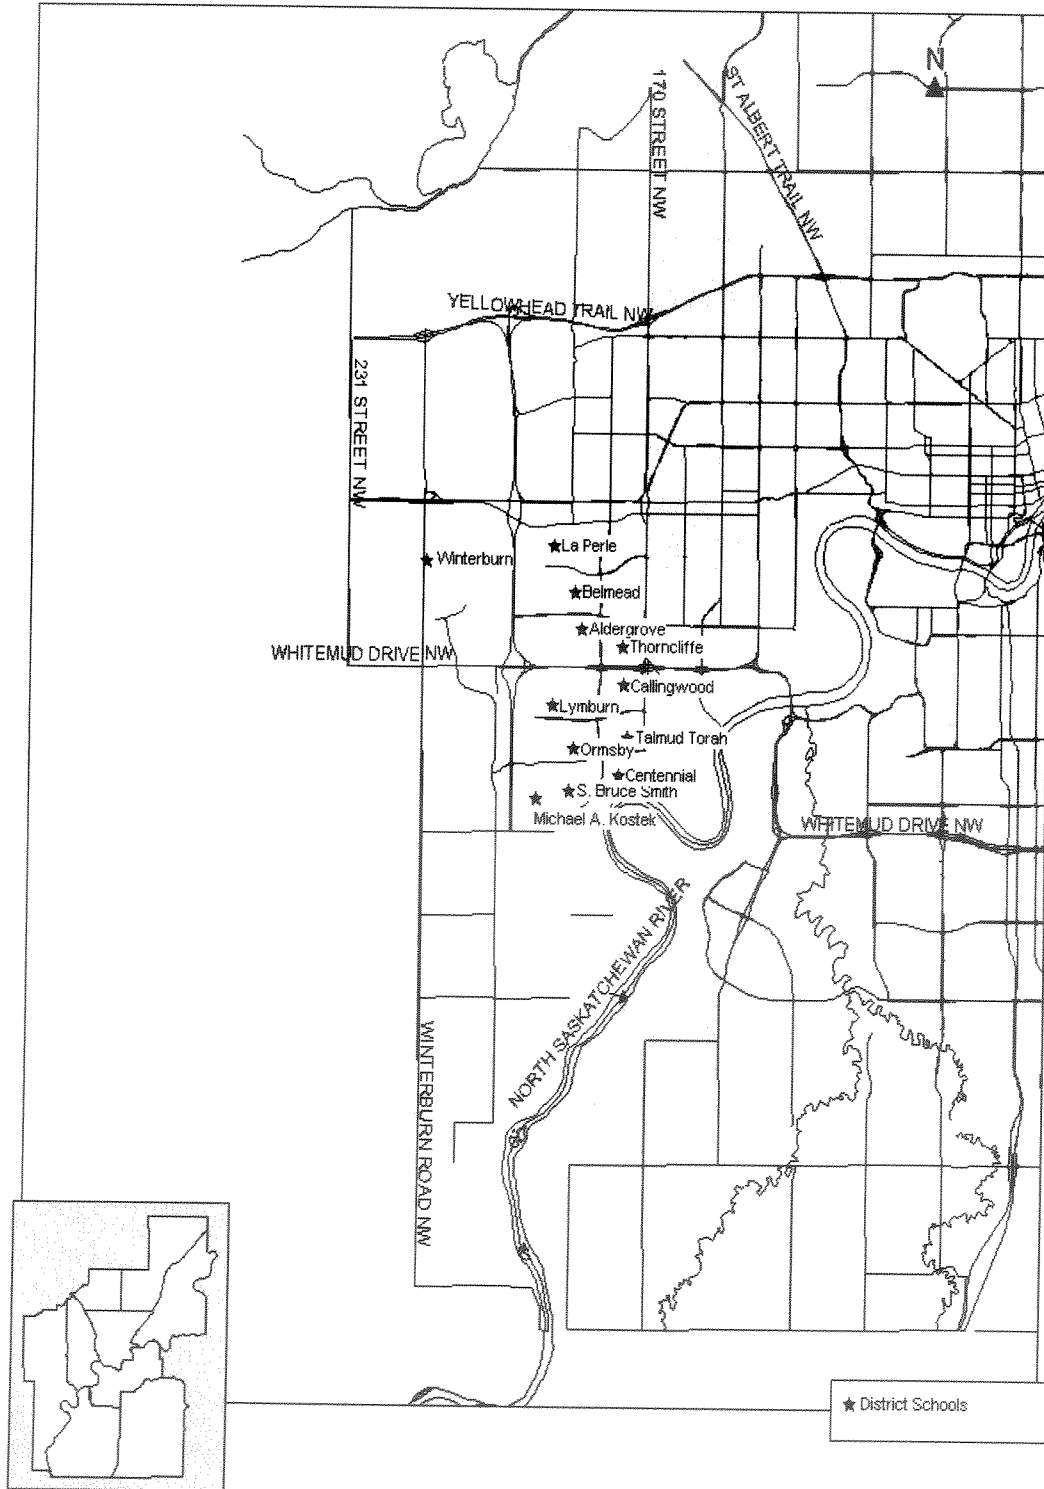 N
170 STREET NW
ST ALBERT TRAIL NW
YELLOWHEAD TRAIL NW
231 STREET NW
La Perle
Winterburn
Belmead
Aldergrove
Thorncliffe
WHITEMUD DRIVE NW
Callingwood
Lymburn
Talmud Torah
Ormsby
Centennial
S. Bruce Smith
Michael A. Kostek
WHITEMUD DRIVE NW
NORTH SASKATCHEWAN RIVER
WINTERBURN ROAD NW
District Schools